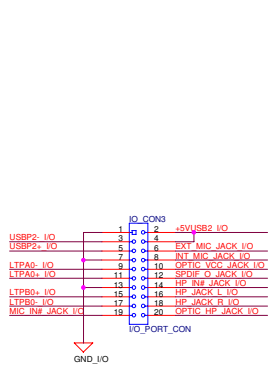 IO_CON3
1 2 +5VUSB2_I/O
USBP2-_I/O 3 4
USBP2+_I/O 5 6 EXT_MIC_JACK_I/O
7 8 INT_MIC_JACK_I/O
LTPA0-_I/O 9 10 OPTIC_VCC_JACK_I/O
LTPA0+_I/O 11 12 SPDIF_O_JACK_I/O
13 14 HP_IN#_JACK_I/O
LTPB0+_I/O 15 16 HP_JACK_L_I/O
LTPB0-_I/O 17 18 HP_JACK_R_I/O
MIC_IN#_JACK_I/O 19 20 OPTIC_HP_JACK_I/O
I/O_PORT_CON
GND_I/O